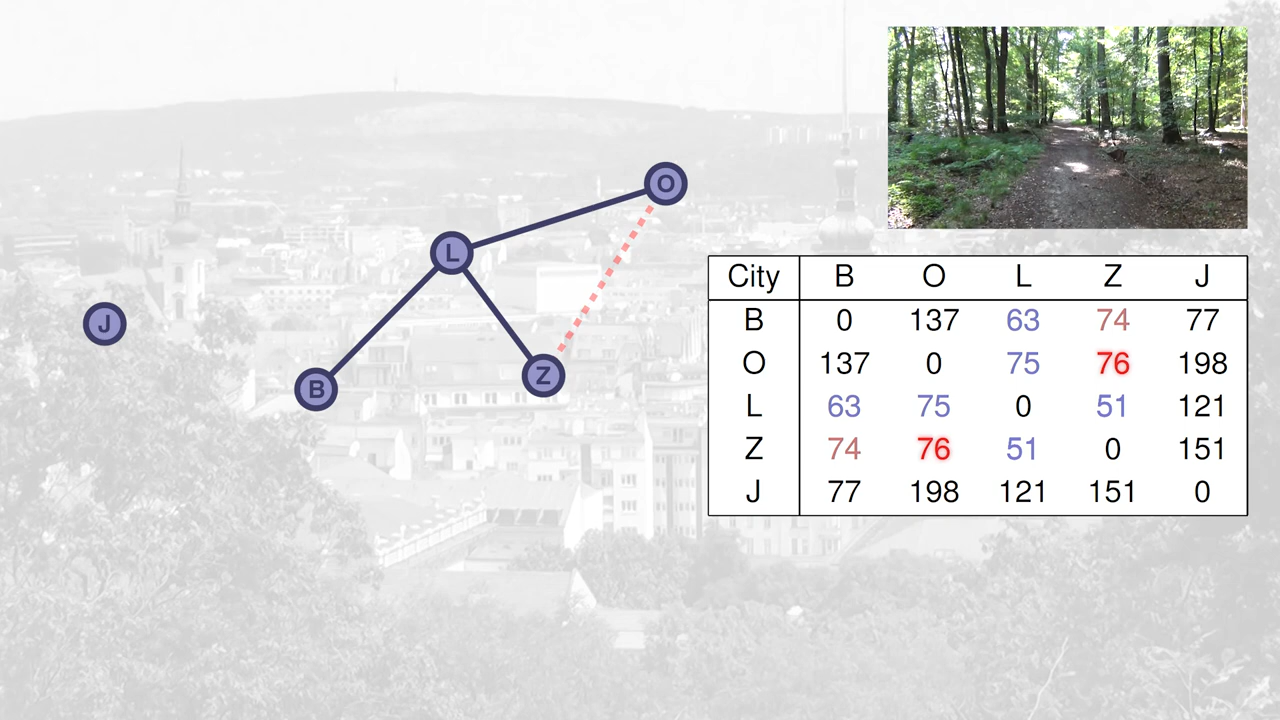 O
L
J
B
Z
City B O L Z J
B 0 137 63 74 77
O 137 0 75 76 198
L 63 75 0 51 121
Z 74 76 51 0 151
J 77 198 121 151 0